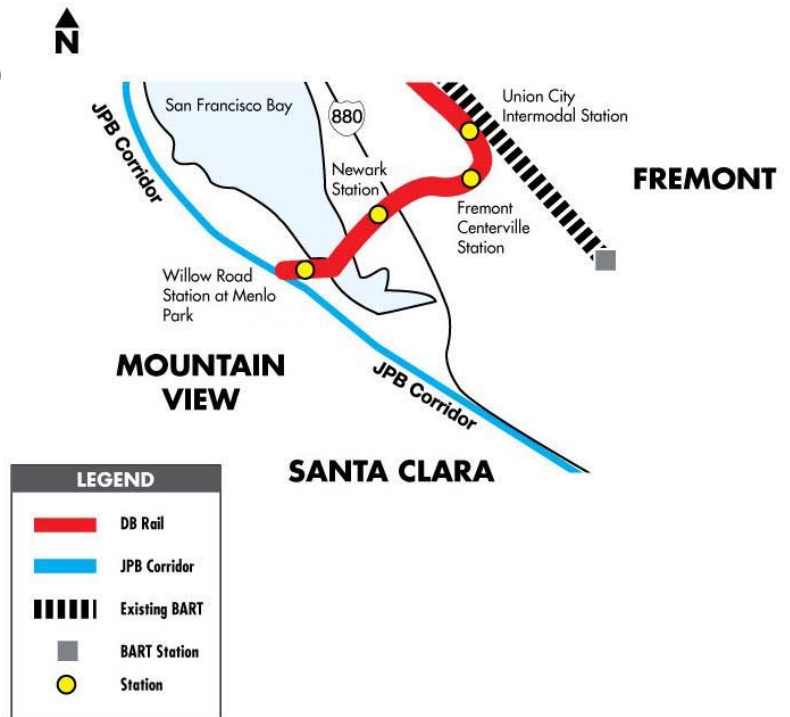 N
San Francisco Bay
880
JPB Corridor
Union City
Intermodal Station
Newark
Station
FREMONT
Fremont
Centerville
Station
Willow Road
Station at Menlo
Park
MOUNTAIN
VIEW
JPB Corridor
SANTA CLARA
LEGEND
DB Rail
JPB Corridor
Existing BART
BART Station
Station